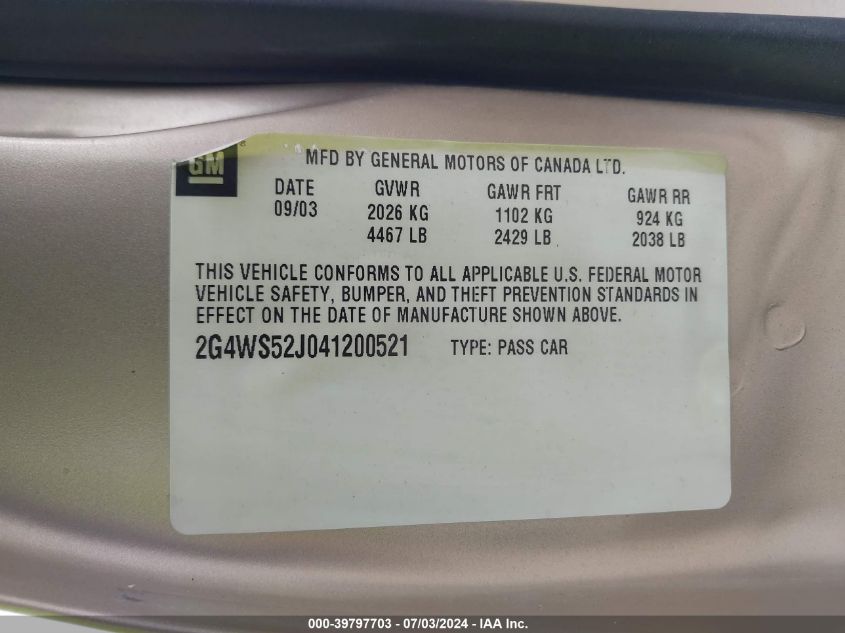 GM
MFD BY GENERAL MOTORS OF CANADA LTD.
DATE GVWR GAWR FRT GAWR RR
09/03 2026 KG 1102 KG 924 KG
4467 LB 2429 LB 2038 LB
THIS VEHICLE CONFORMS TO ALL APPLICABLE U.S. FEDERAL MOTOR
VEHICLE SAFETY, BUMPER, AND THEFT PREVENTION STANDARDS IN
EFFECT ON THE DATE OF MANUFACTURE SHOWN ABOVE.
2G4WS52J041200521 TYPE: PASS CAR
000-39797703 - 07/03/2024 - IAA Inc.